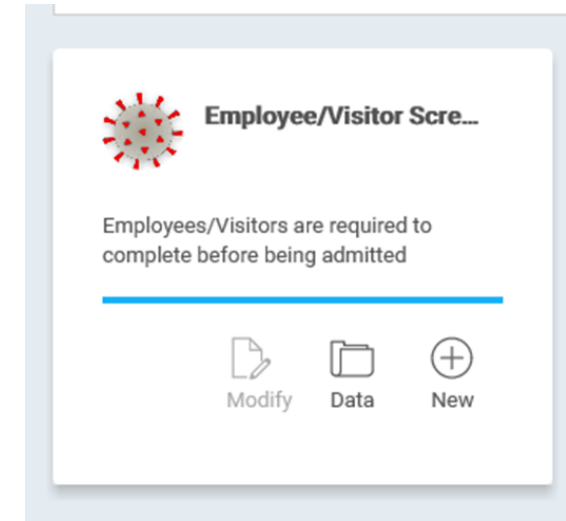 Employee/Visitor Scre...
Employees/Visitors are required to
complete before being admitted
Modify
Data
New